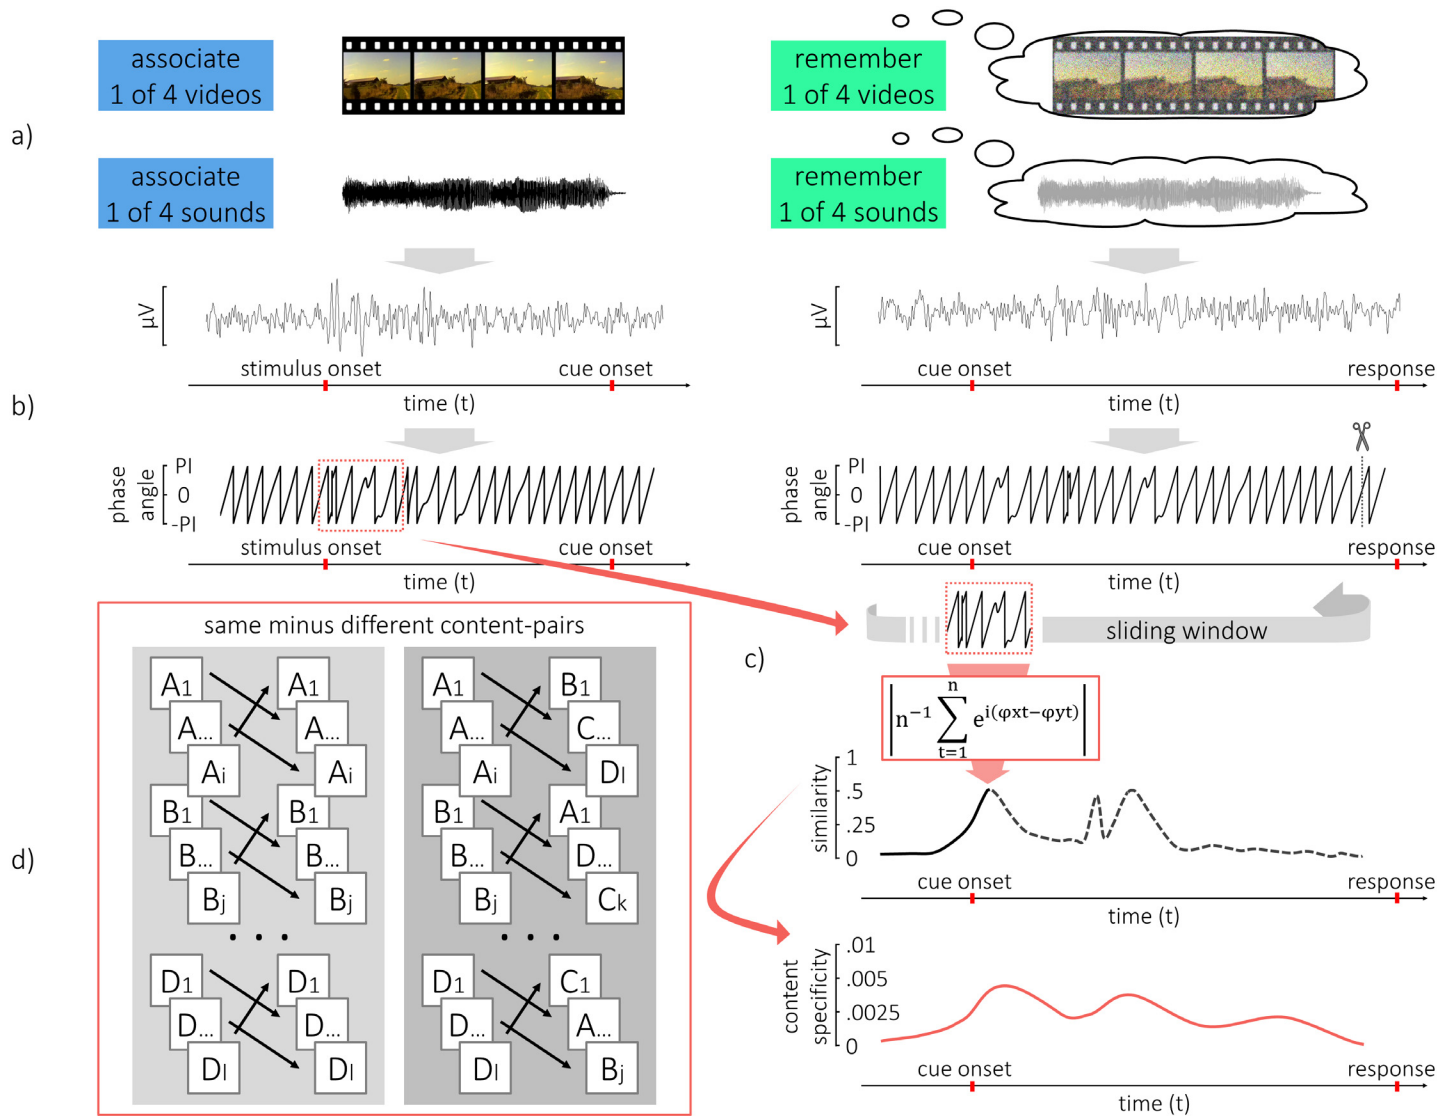 a)
associate
1 of 4 videos
remember
1 of 4 videos
associate
1 of 4 sounds
remember
1 of 4 sounds
b)
μV
stimulus onset
cue onset
time (t)
μV
cue onset
response
time (t)
phase
angle
PI
0
-PI
stimulus onset
cue onset
time (t)
phase
angle
PI
0
-PI
cue onset
response
time (t)
c)
sliding window
|n⁻¹ ∑ₜ₌₁ⁿ e^i(φxt−φyt)|
similarity
1
.5
.25
0
cue onset
response
time (t)
content
specificity
.01
.005
.0025
0
cue onset
response
time (t)
d)
same minus different content-pairs
A1 A1
A... A...
Ai Ai
B1 B1
B... B...
Bj Bj
. . .
D1 D1
D... D...
Dl Dl
A1 B1
A... C...
Ai Dl
B1 A1
B... D...
Bj Ck
. . .
D1 C1
D... A...
Dl Bj